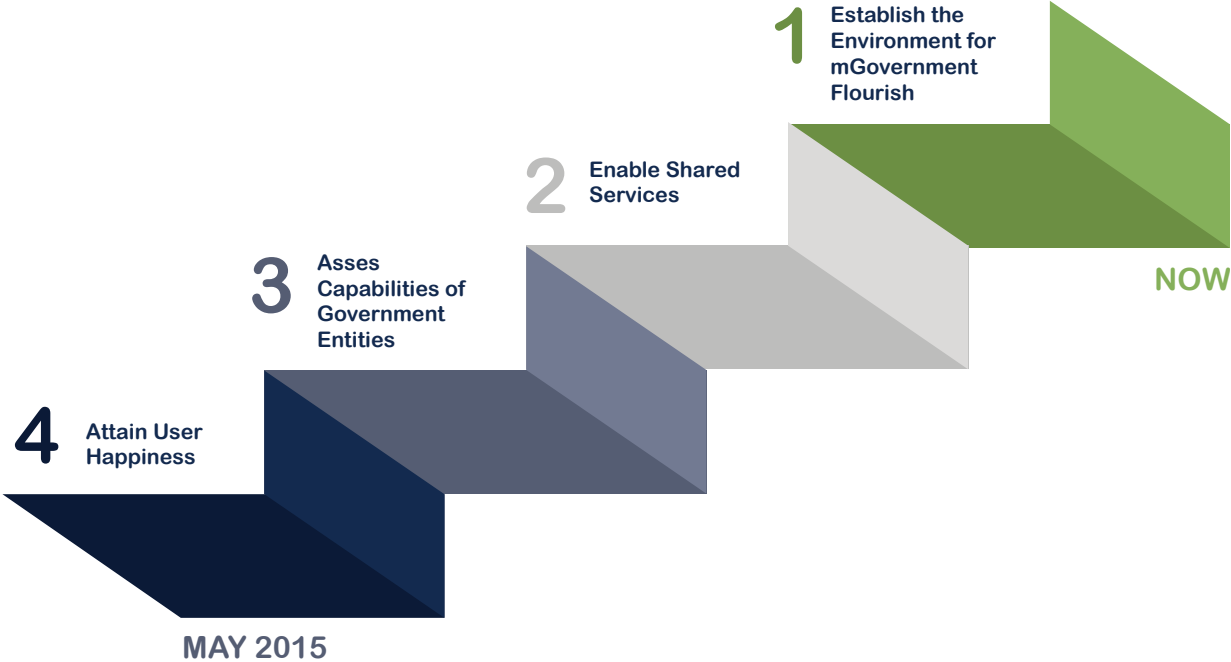 1
Establish the
Environment for
mGovernment
Flourish
2
Enable Shared
Services
NOW
3
Asses
Capabilities of
Government
Entities
4
Attain User
Happiness
MAY 2015